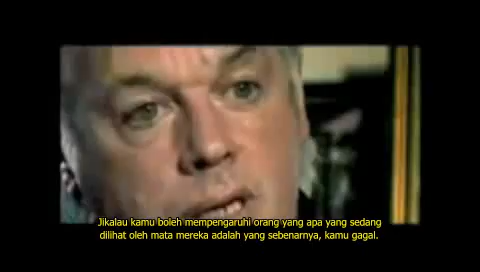 Jikalau kamu boleh mempengaruhi orang yang apa yang sedang
dilihat oleh mata mereka adalah yang sebenarnya, kamu gagal.